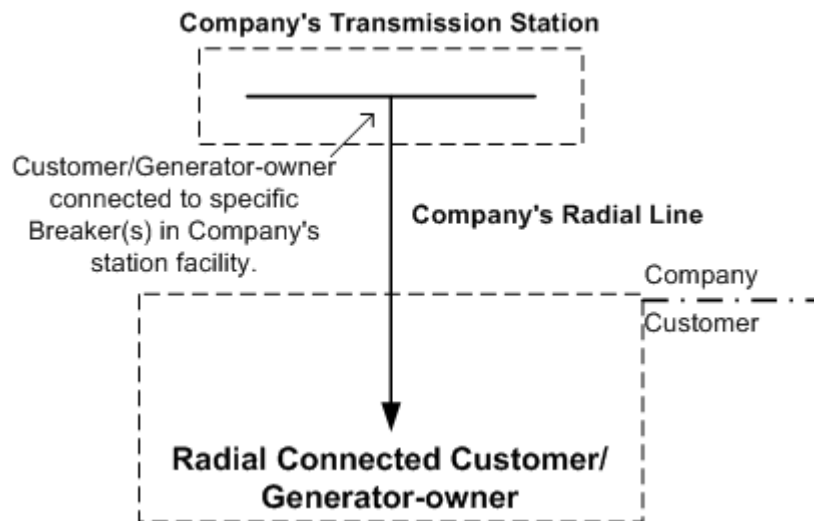 Company's Transmission Station
Customer/Generator-owner
connected to specific
Breaker(s) in Company's
station facility.
Company's Radial Line
Company
Customer
Radial Connected Customer/
Generator-owner